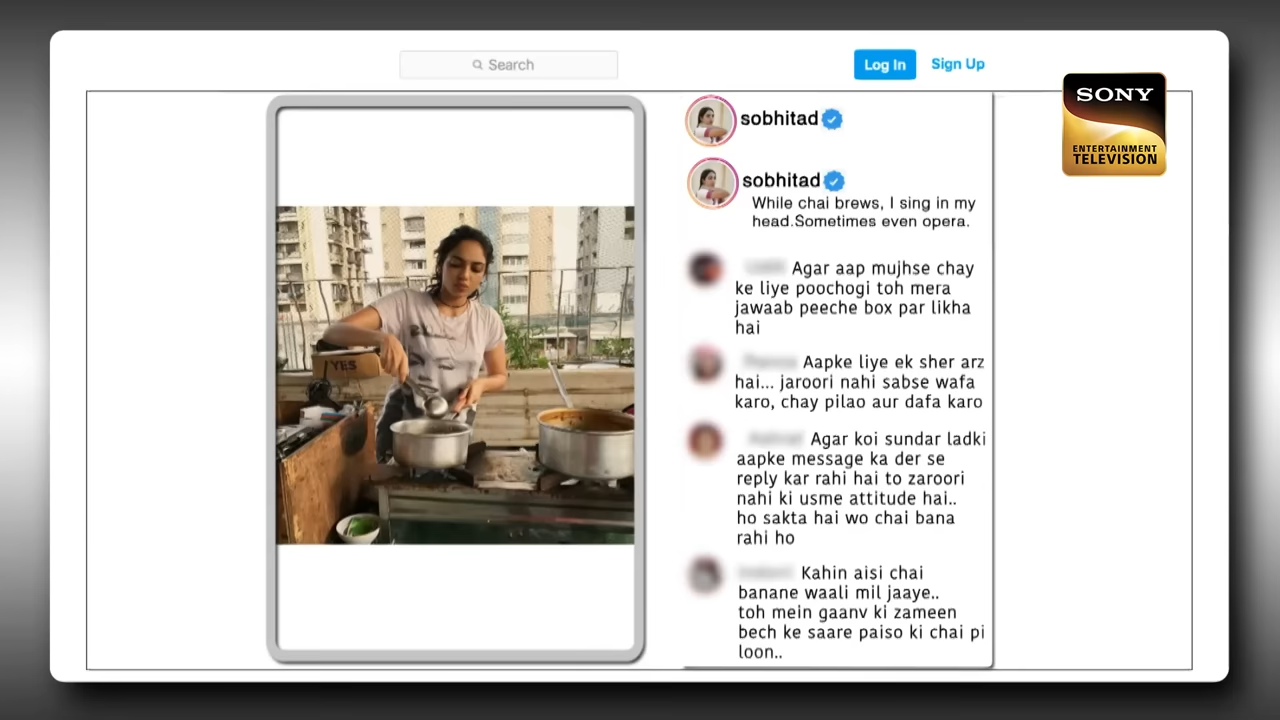 Search
Log In
Sign Up
SONY
ENTERTAINMENT
TELEVISION
sobhitad
sobhitad
While chai brews, I sing in my
head.Sometimes even opera.
YES
Agar aap mujhse chay
ke liye poochogi toh mera
jawaab peeche box par likha
hai
Aapke liye ek sher arz
hai... jaroori nahi sabse wafa
karo, chay pilao aur dafa karo
Agar koi sundar ladki
aapke message ka der se
reply kar rahi hai to zaroori
nahi ki usme attitude hai..
ho sakta hai wo chai bana
rahi ho
Kahin aisi chai
banane waali mil jaaye..
toh mein gaanv ki zameen
bech ke saare paiso ki chai pi
loon..